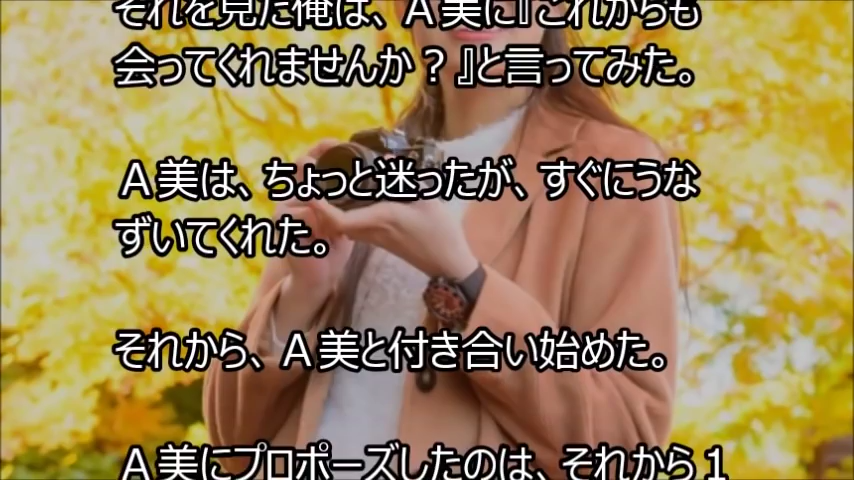 それを見た俺は、Ａ美に『これからも
会ってくれませんか？』と言ってみた。
Ａ美は、ちょっと迷ったが、すぐにうな
ずいてくれた。
それから、Ａ美と付き合い始めた。
Ａ美にプロポーズしたのは、それから１